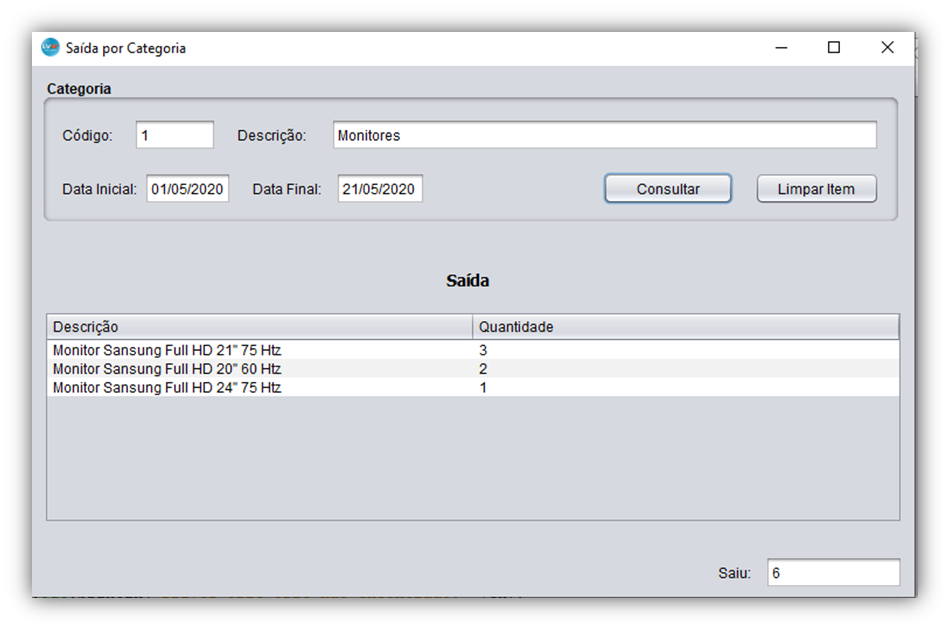 Saída por Categoria
Categoria
Código: 1 Descrição: Monitores
Data Inicial: 01/05/2020 Data Final: 21/05/2020 Consultar Limpar Item
Saída
Descrição Quantidade
Monitor Sansung Full HD 21" 75 Htz 3
Monitor Sansung Full HD 20" 60 Htz 2
Monitor Sansung Full HD 24" 75 Htz 1
Saiu: 6